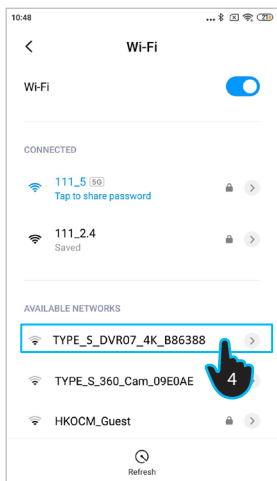 10:48 ... 21
Wi-Fi
Wi-Fi
CONNECTED
111_5 5G
Tap to share password
111_2.4
Saved
AVAILABLE NETWORKS
TYPE_S_DVR07_4K_B86388
4
TYPE_S_360_Cam_09E0AE
HKOCM_Guest
Refresh